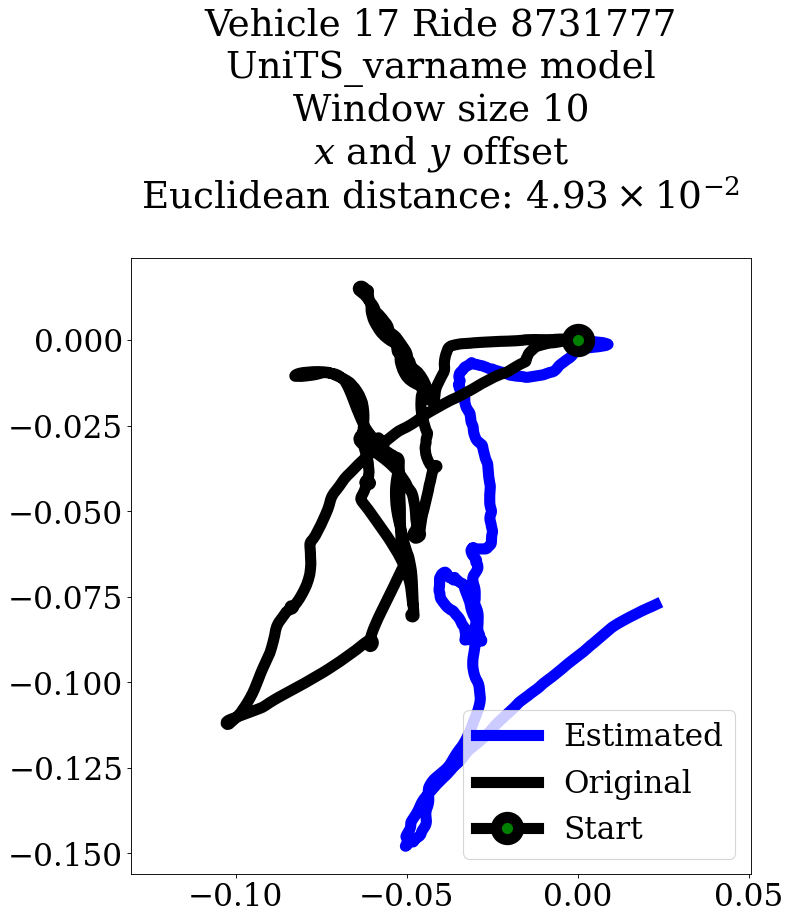 Vehicle 17 Ride 8731777
UniTS_varname model
Window size 10
x and y offset
Euclidean distance: 4.93 × 10⁻²
0.000
−0.025
−0.050
−0.075
−0.100
−0.125
−0.150
Estimated
Original
Start
−0.10
−0.05
0.00
0.05